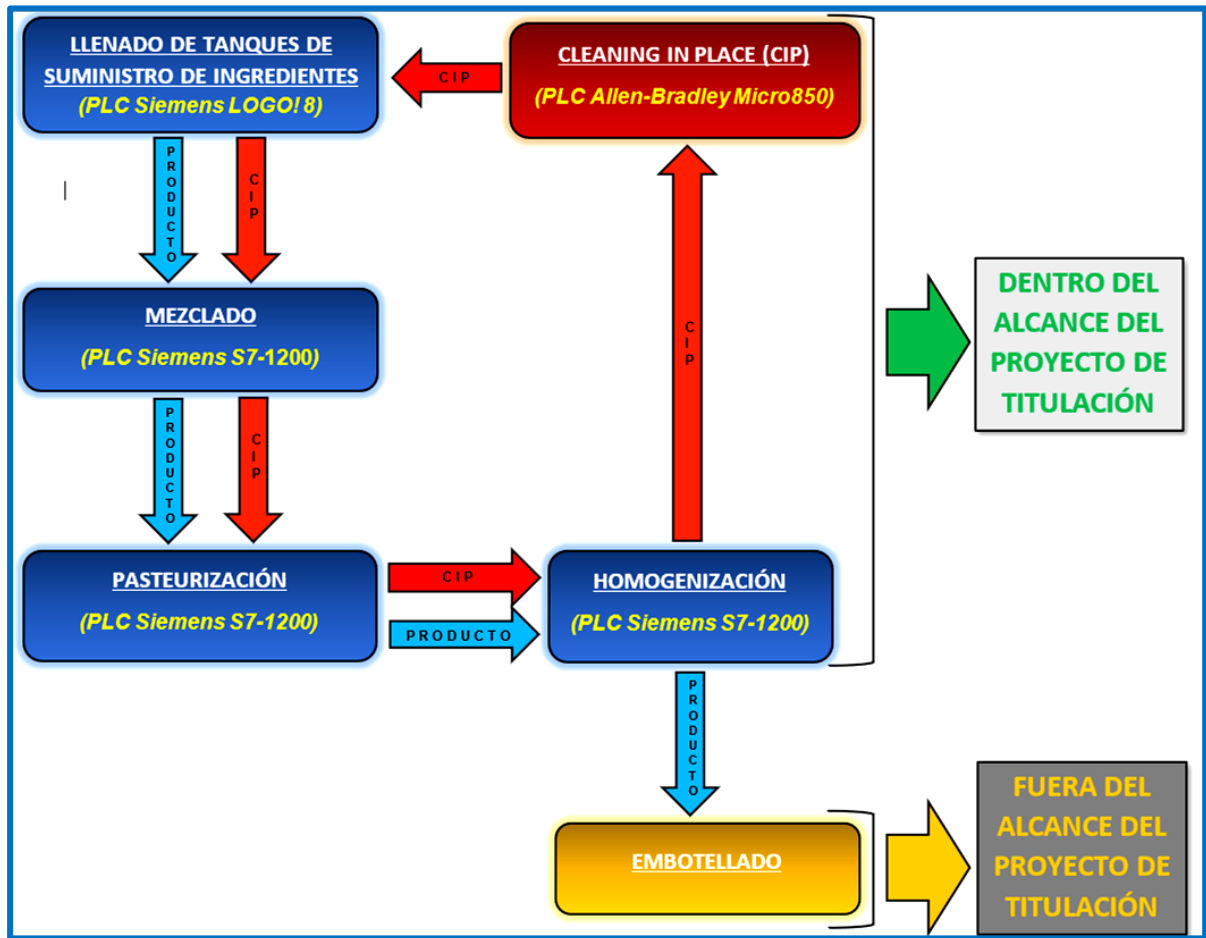 LLENADO DE TANQUES DE
SUMINISTRO DE INGREDIENTES
(PLC Siemens LOGO! 8)
CIP
CLEANING IN PLACE (CIP)
(PLC Allen-Bradley Micro850)
PRODUCTO
CIP
MEZCLADO
(PLC Siemens S7-1200)
PRODUCTO
CIP
CIP
DENTRO DEL
ALCANCE DEL
PROYECTO DE
TITULACIÓN
PASTEURIZACIÓN
(PLC Siemens S7-1200)
CIP
PRODUCTO
HOMOGENIZACIÓN
(PLC Siemens S7-1200)
PRODUCTO
EMBOTELLADO
FUERA DEL
ALCANCE DEL
PROYECTO DE
TITULACIÓN